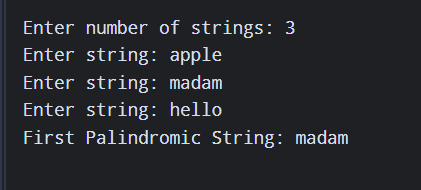 Enter number of strings: 3
Enter string: apple
Enter string: madam
Enter string: hello
First Palindromic String: madam